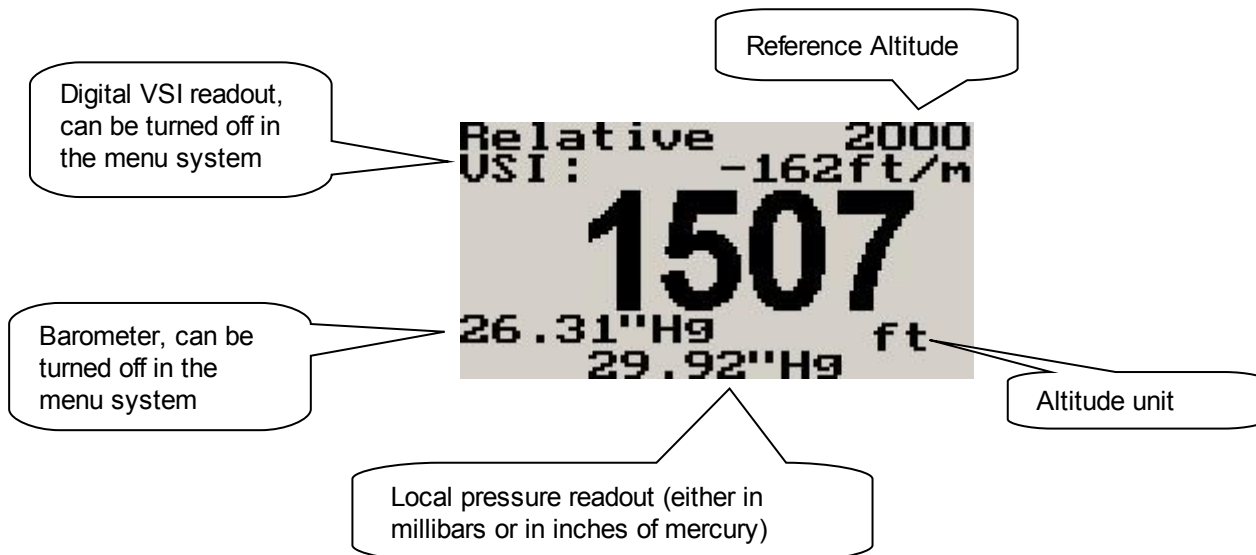 Reference Altitude
Digital VSI readout,
can be turned off in
the menu system
Relative 2000
VSI: -162ft/m
1507
26.31"Hg ft
29.92"Hg
Barometer, can be
turned off in the
menu system
Altitude unit
Local pressure readout (either in
millibars or in inches of mercury)